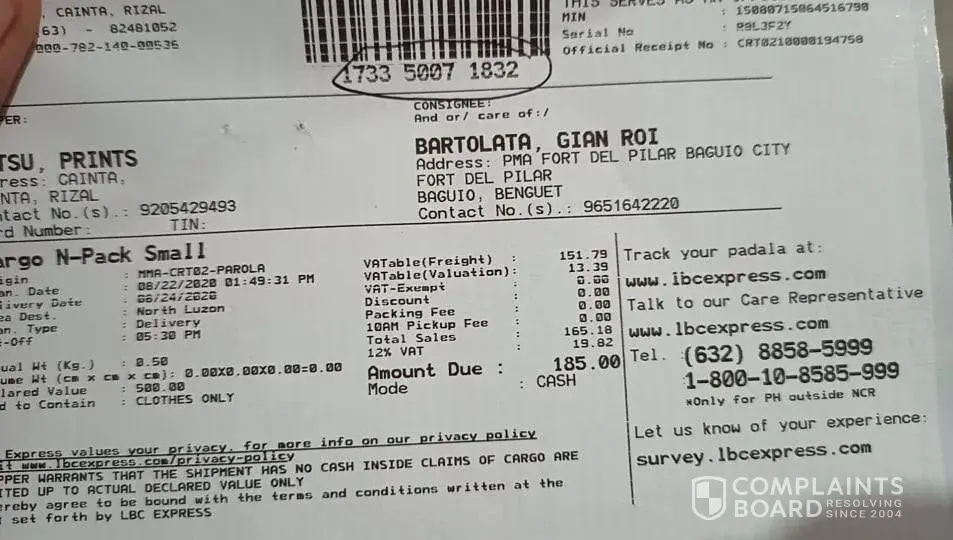 , CAINTA, RIZAL
63) - 82481052
000-782-140-00536
1733 5007 1832
THIS SERVES AS
MIN : 15080715064516790
Serial No : R9L3F2Y
Official Receipt No : CRT0210000194758
PER:
TSU, PRINTS
ress: CAINTA,
NTA, RIZAL
ntact No.(s).: 9205429493
rd Number: TIN:
CONSIGNEE:
And or/ care of:/
BARTOLATA, GIAN ROI
Address: PMA FORT DEL PILAR BAGUIO CITY
FORT DEL PILAR
BAGUIO, BENGUET
Contact No.(s).: 9651642220
argo N-Pack Small
igin : MMA-CRT02-PAROLA
an. Date : 08/22/2020 01:49:31 PM
livery Date : 08/24/2020
ea Dest. : North Luzon
an. Type : Delivery
t-Off : 05:30 PM
ual Wt (Kg.) : 0.50
ume Wt (cm x cm x cm): 0.00X0.00X0.00=0.00
lared Value : 500.00
d to Contain : CLOTHES ONLY
VATable(Freight) : 151.79
VATable(Valuation): 13.39
VAT-Exempt : 0.00
Discount : 0.00
Packing Fee : 0.00
10AM Pickup Fee : 0.00
Total Sales : 165.18
12% VAT : 19.82
Amount Due : 185.00
Mode : CASH
Track your padala at:
www.lbcexpress.com
Talk to our Care Representative
www.lbcexpress.com
Tel. : (632) 8858-5999
1-800-10-8585-999
*Only for PH outside NCR
Let us know of your experience:
survey.lbcexpress.com
Express values your privacy, for more info on our privacy policy
it www.lbcexpress.com/privacy-policy
PPER WARRANTS THAT THE SHIPMENT HAS NO CASH INSIDE CLAIMS OF CARGO ARE
ITED UP TO ACTUAL DECLARED VALUE ONLY
ereby agree to be bound with the terms and conditions written at the
set forth by LBC EXPRESS
COMPLAINTS
BOARD RESOLVING
SINCE 2004